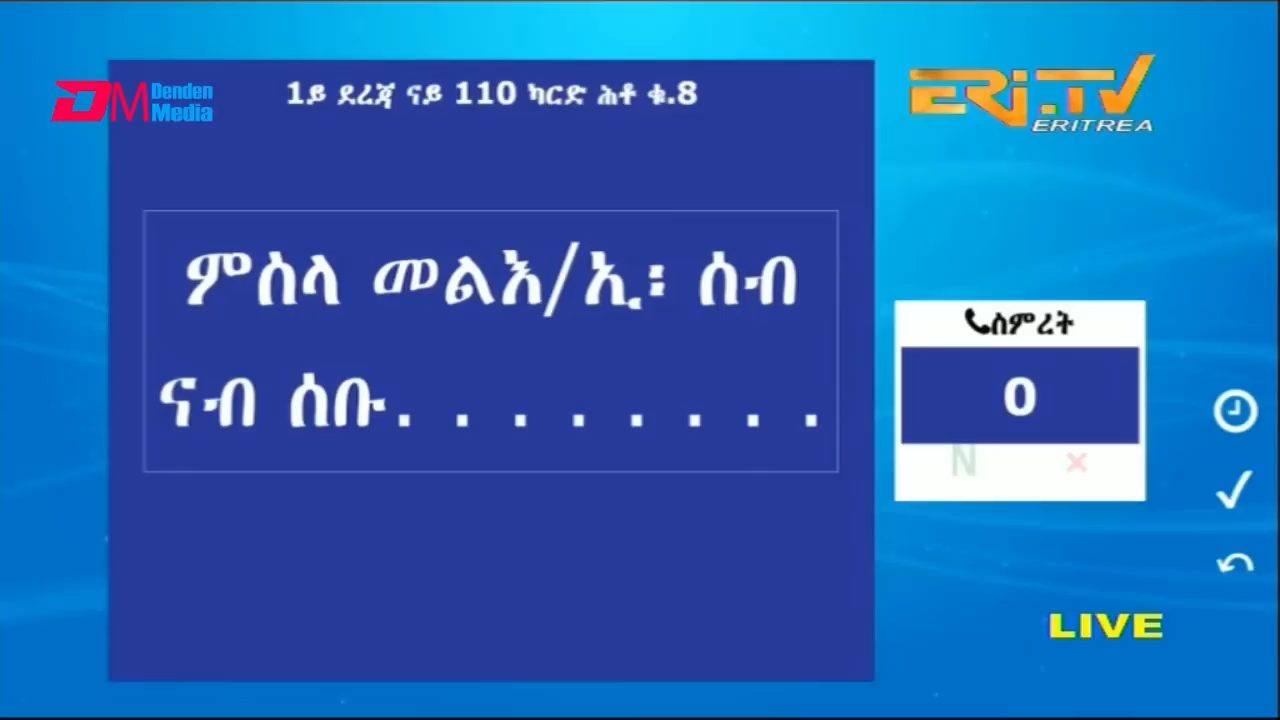 DM Denden Media
1ይ ደረጃ ናይ 110 ካርድ ሕቶ ቁ.8
ERi.TV
ERITREA
ምስላ መልእ/ኢ፥ ሰብ
ናብ ሰቡ. . . . . . . .
ስምረት
0
N ×
LIVE